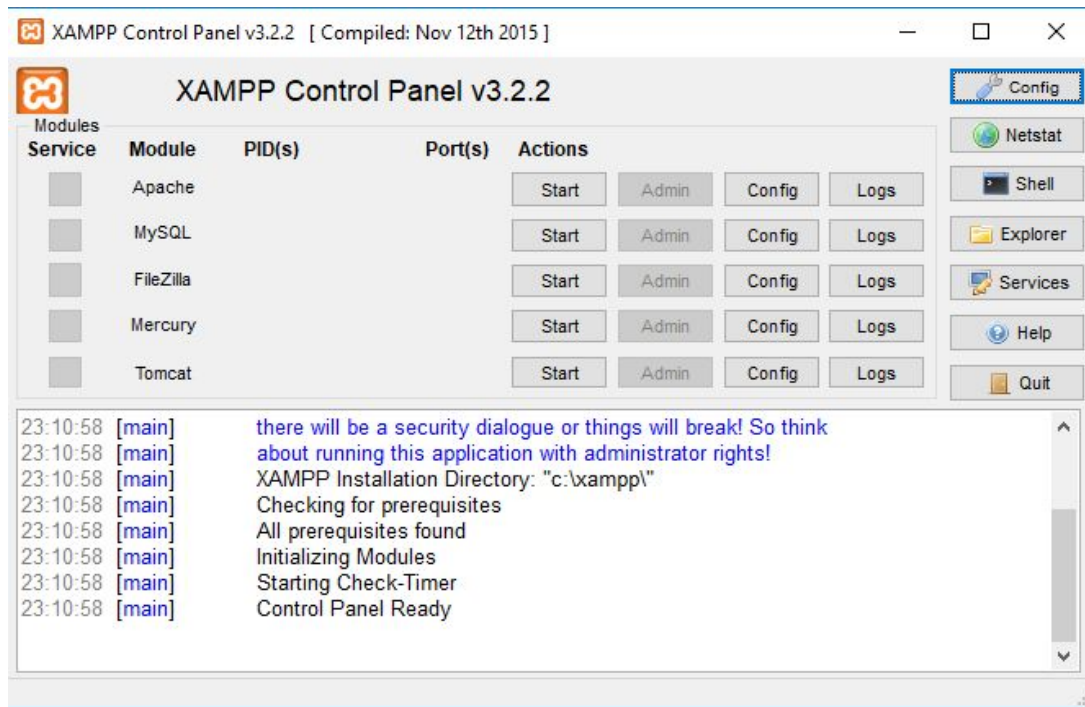 XAMPP Control Panel v3.2.2 [ Compiled: Nov 12th 2015 ]
XAMPP Control Panel v3.2.2
Config
Modules
Service Module PID(s) Port(s) Actions
Netstat
Apache Start Admin Config Logs
Shell
MySQL Start Admin Config Logs
Explorer
FileZilla Start Admin Config Logs
Services
Mercury Start Admin Config Logs
Help
Tomcat Start Admin Config Logs
Quit
23:10:58 [main] there will be a security dialogue or things will break! So think
23:10:58 [main] about running this application with administrator rights!
23:10:58 [main] XAMPP Installation Directory: "c:\xampp\"
23:10:58 [main] Checking for prerequisites
23:10:58 [main] All prerequisites found
23:10:58 [main] Initializing Modules
23:10:58 [main] Starting Check-Timer
23:10:58 [main] Control Panel Ready